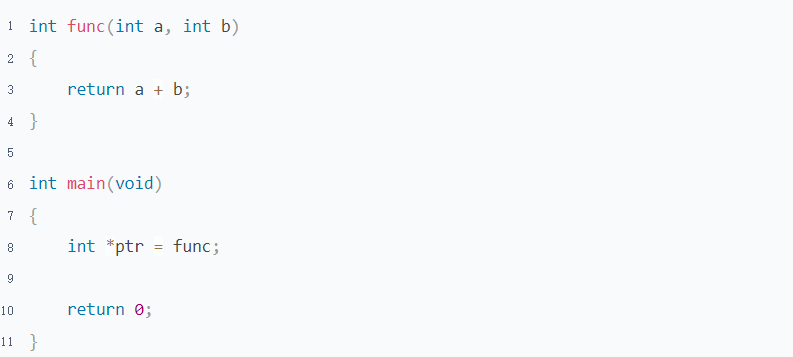 1 int func(int a, int b)
2 {
3     return a + b;
4 }
5
6 int main(void)
7 {
8     int *ptr = func;
9
10     return 0;
11 }